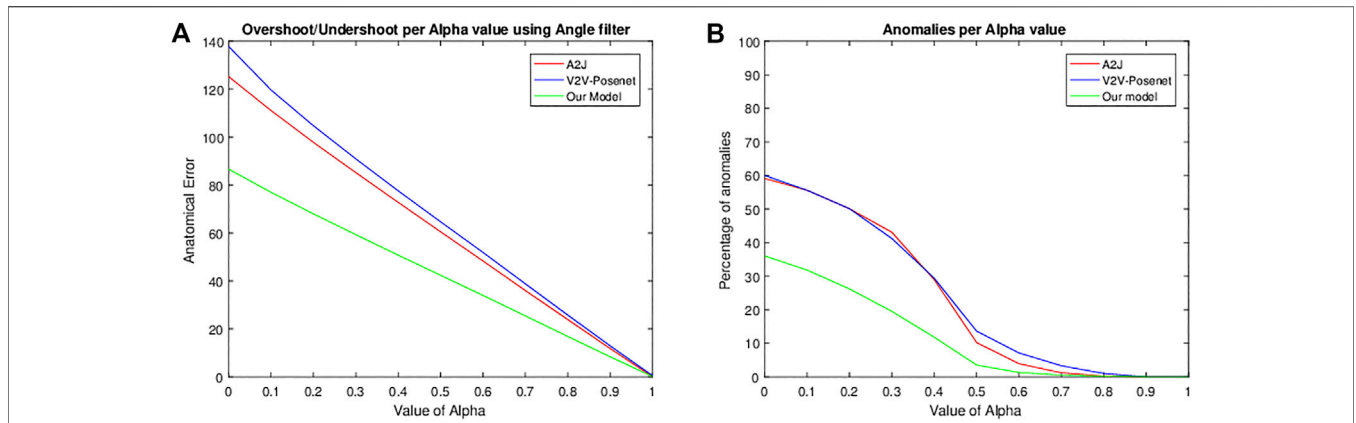 A
Overshoot/Undershoot per Alpha value using Angle filter
140
120
100
80
60
40
20
0
Anatomical Error
A2J
V2V-Posenet
Our Model
0 0.1 0.2 0.3 0.4 0.5 0.6 0.7 0.8 0.9 1
Value of Alpha
B
Anomalies per Alpha value
100
90
80
70
60
50
40
30
20
10
0
Percentage of anomalies
A2J
V2V-Posenet
Our model
0 0.1 0.2 0.3 0.4 0.5 0.6 0.7 0.8 0.9 1
Value of Alpha